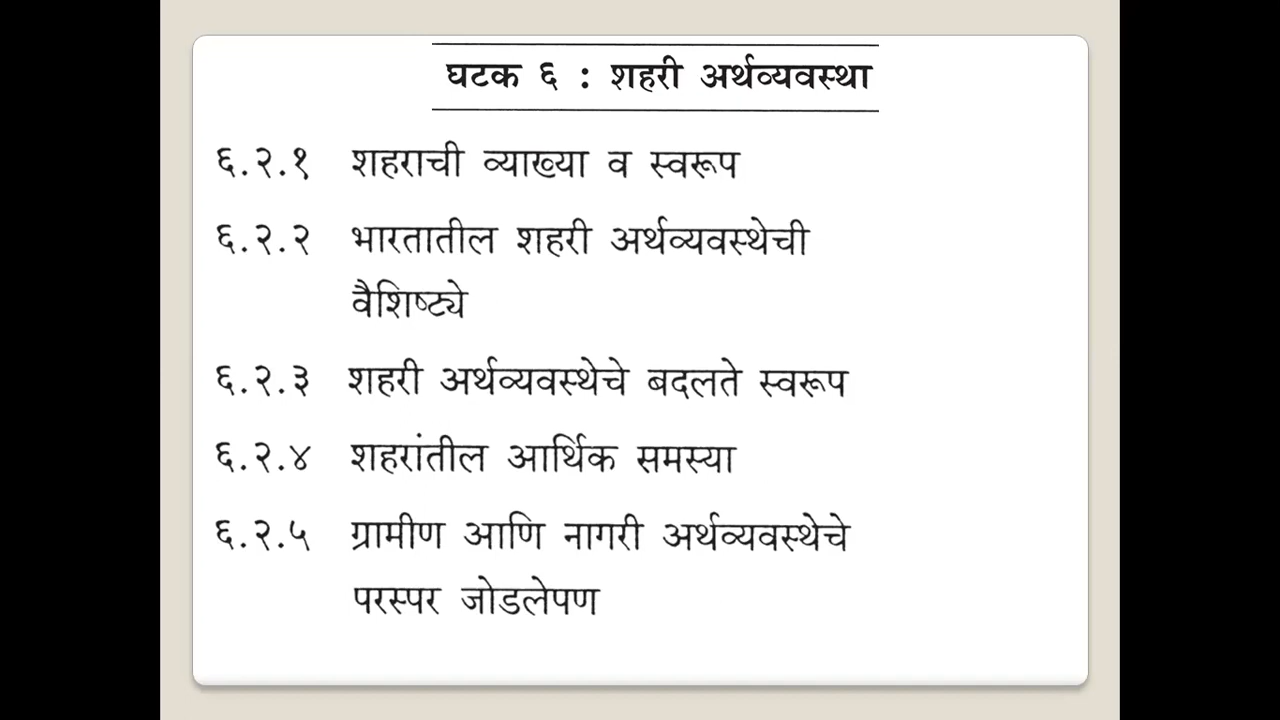 घटक ६ : शहरी अर्थव्यवस्था
६.२.१ शहराची व्याख्या व स्वरूप
६.२.२ भारतातील शहरी अर्थव्यवस्थेची
वैशिष्ट्ये
६.२.३ शहरी अर्थव्यवस्थेचे बदलते स्वरूप
६.२.४ शहरांतील आर्थिक समस्या
६.२.५ ग्रामीण आणि नागरी अर्थव्यवस्थेचे
परस्पर जोडलेपण